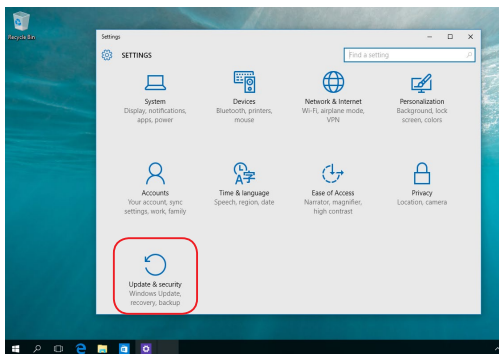 Recycle Bin
Settings
SETTINGS
Find a setting
System
Display, notifications,
apps, power
Devices
Bluetooth, printers,
mouse
Network & Internet
Wi-Fi, airplane mode,
VPN
Personalization
Background, lock
screen, colors
Accounts
Your account, sync
settings, work, family
Time & language
Speech, region, date
Ease of Access
Narrator, magnifier,
high contrast
Privacy
Location, camera
Update & security
Windows Update,
recovery, backup